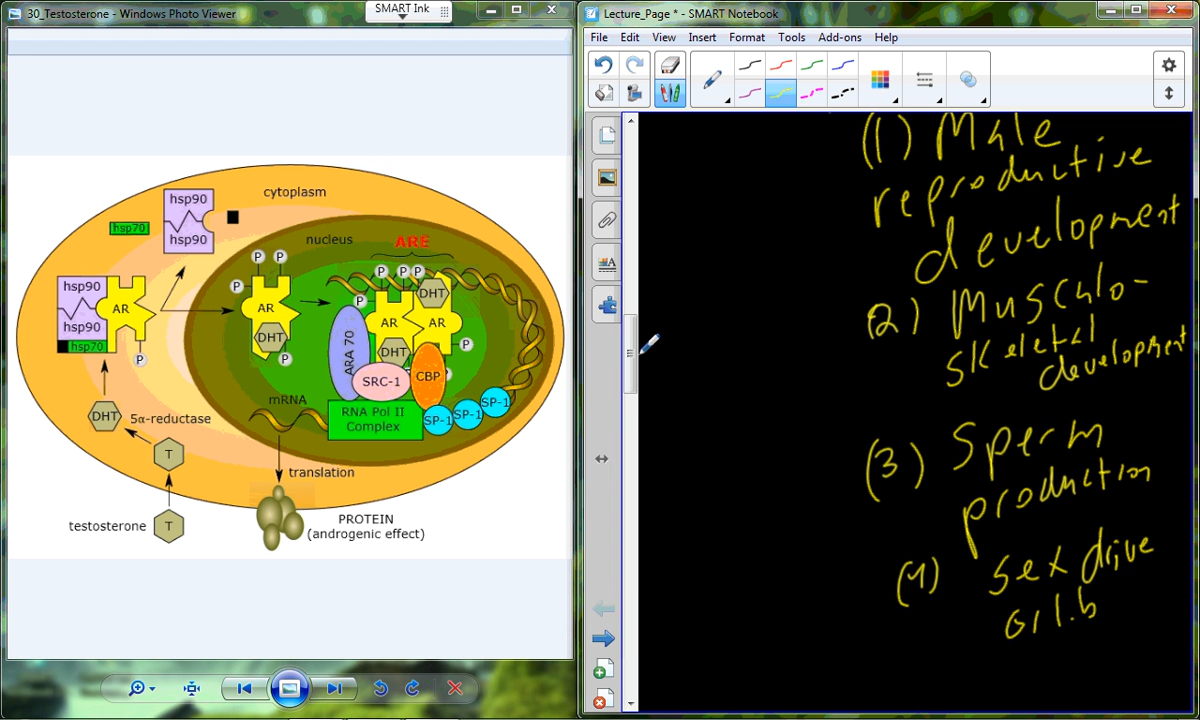 30_Testosterone - Windows Photo Viewer
SMART Ink
Lecture_Page * - SMART Notebook
File Edit View Insert Format Tools Add-ons Help
cytoplasm
hsp90
hsp90
hsp70
nucleus
ARE
P P
P P P
P
P
hsp90
hsp90
hsp70
AR
P
AR
DHT
P
DHT
AR
AR
DHT
P
ARA 70
SRC-1
CBP
P
RNA Pol II
Complex
SP-1
SP-1
SP-1
mRNA
DHT
5α-reductase
T
translation
testosterone
T
PROTEIN
(androgenic effect)
(1) Male
reproductive
development
(2) Musculo-
skeletal
development
(3) Sperm
production
(4) Sex drive
or lib